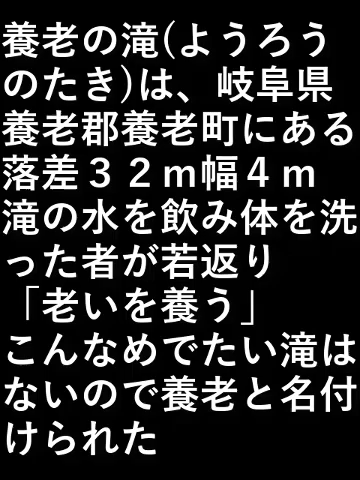 養老の滝(ようろう
のたき)は、岐阜県
養老郡養老町にある
落差３２ｍ幅４ｍ
滝の水を飲み体を洗
った者が若返り
「老いを養う」
こんなめでたい滝は
ないので養老と名付
けられた